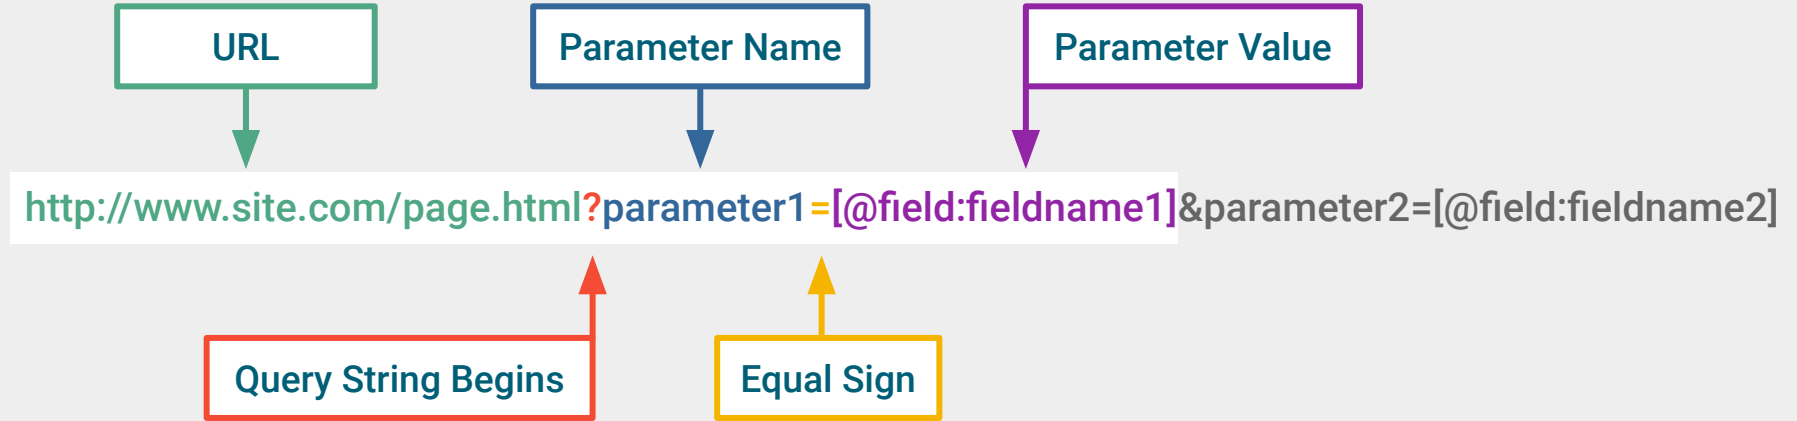 URL
Parameter Name
Parameter Value
http://www.site.com/page.html?parameter1=[@field:fieldname1]&parameter2=[@field:fieldname2]
Query String Begins
Equal Sign